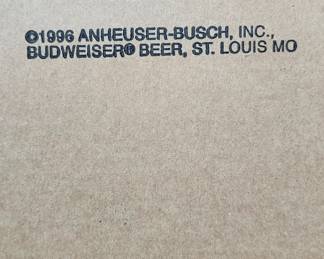 ©1996 ANHEUSER-BUSCH, INC.,
BUDWEISER® BEER, ST. LOUIS MO